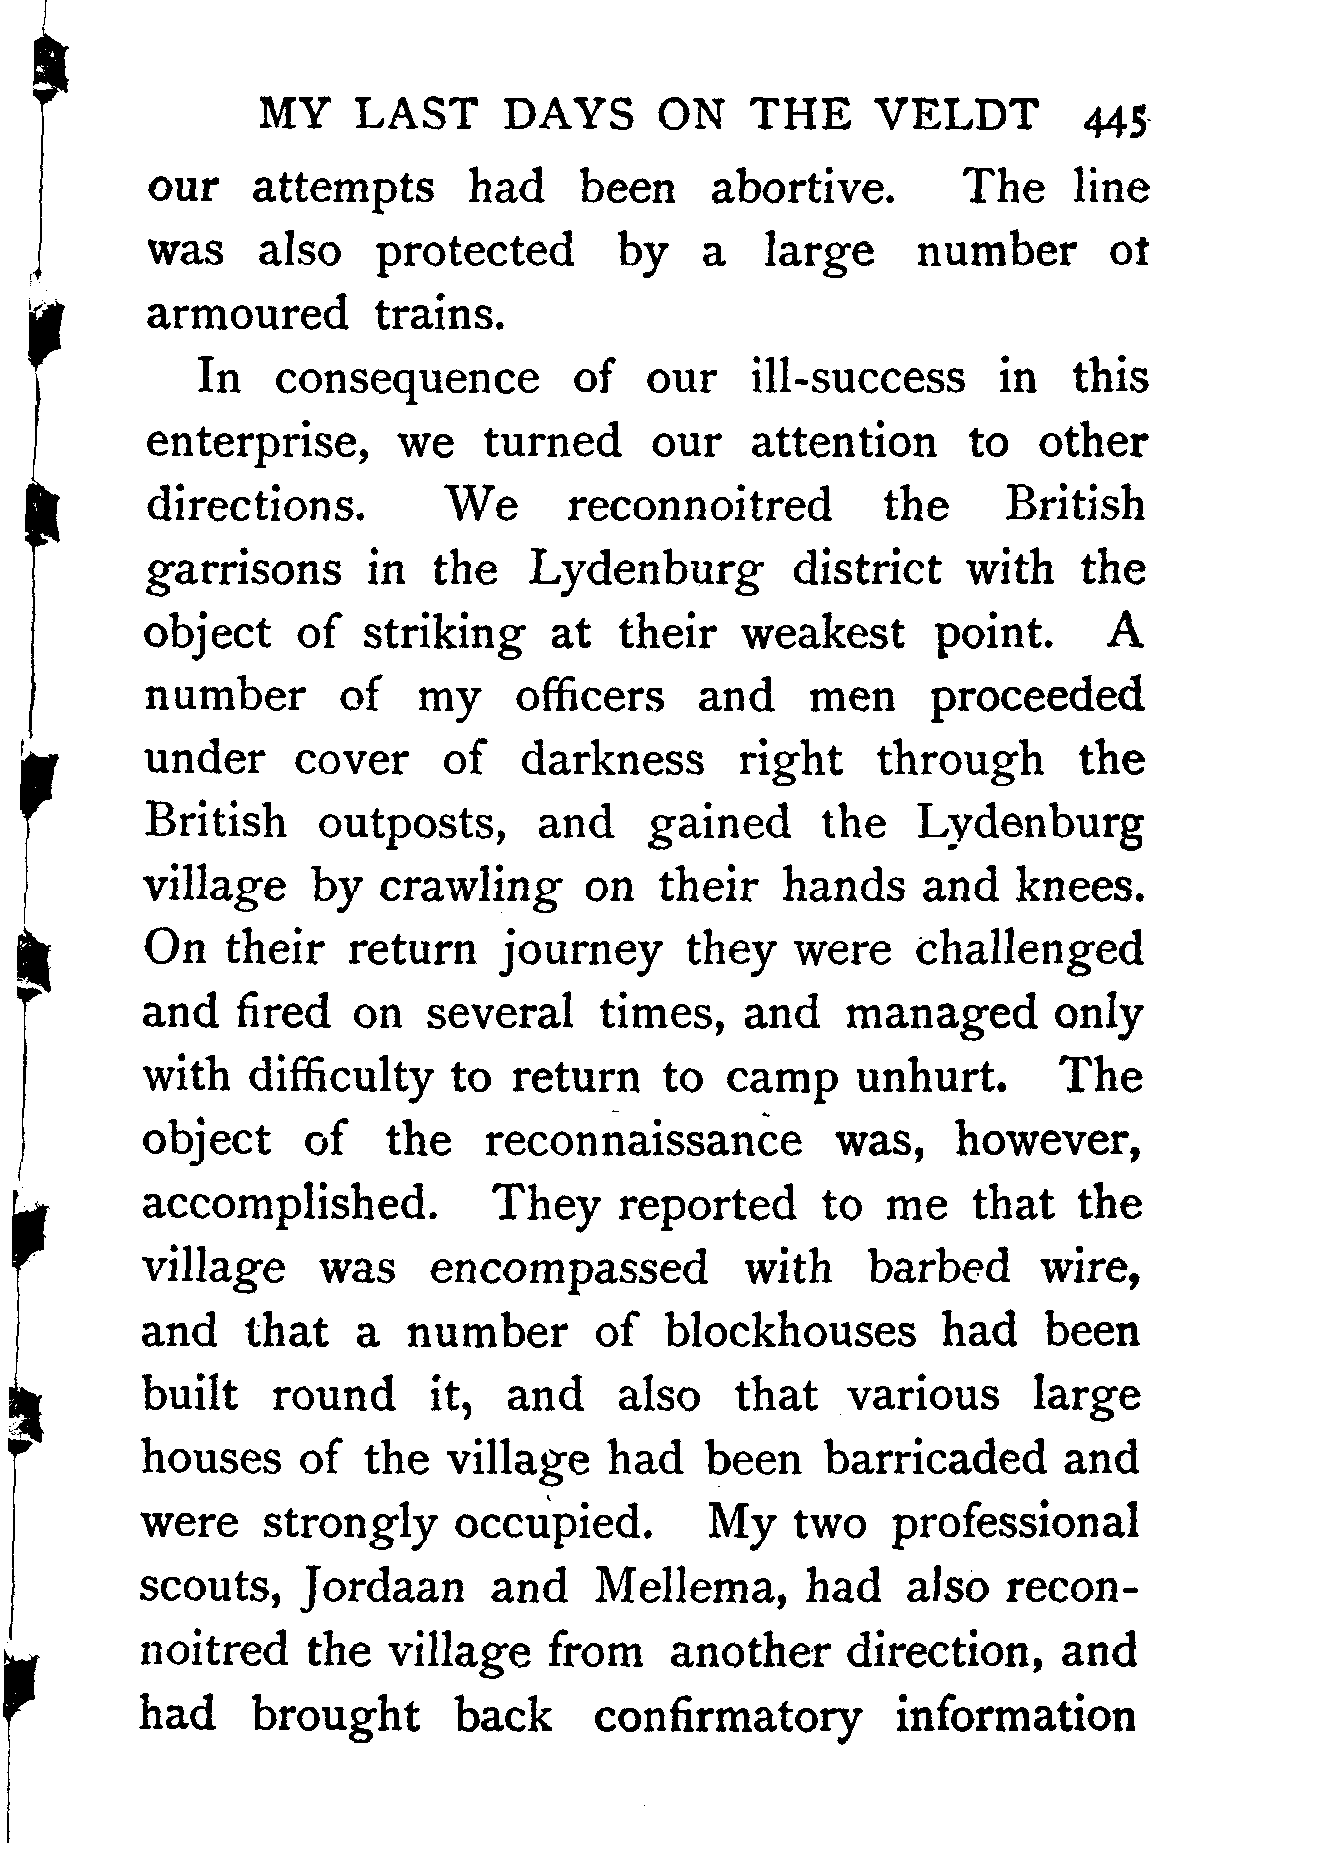 MY LAST DAYS ON THE VELDT 445
our attempts had been abortive. The line
was also protected by a large number of
armoured trains.
In consequence of our ill-success in this
enterprise, we turned our attention to other
directions. We reconnoitred the British
garrisons in the Lydenburg district with the
object of striking at their weakest point. A
number of my officers and men proceeded
under cover of darkness right through the
British outposts, and gained the Lydenburg
village by crawling on their hands and knees.
On their return journey they were challenged
and fired on several times, and managed only
with difficulty to return to camp unhurt. The
object of the reconnaissance was, however,
accomplished. They reported to me that the
village was encompassed with barbed wire,
and that a number of blockhouses had been
built round it, and also that various large
houses of the village had been barricaded and
were strongly occupied. My two professional
scouts, Jordaan and Mellema, had also recon-
noitred the village from another direction, and
had brought back confirmatory information